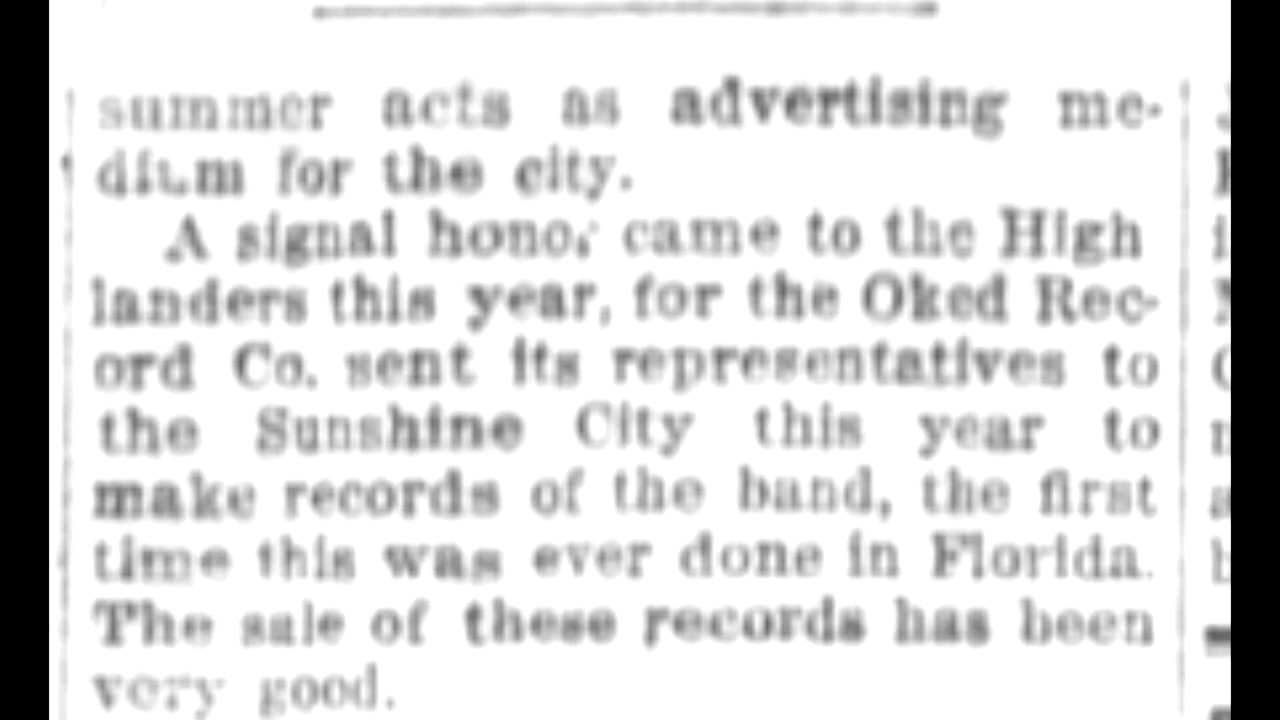 summer acts as advertising me-
dium for the city.
A signal honor came to the High
landers this year, for the Oked Rec-
ord Co. sent its representatives to
the Sunshine City this year to
make records of the band, the first
time this was ever done in Florida.
The sale of these records has been
very good.